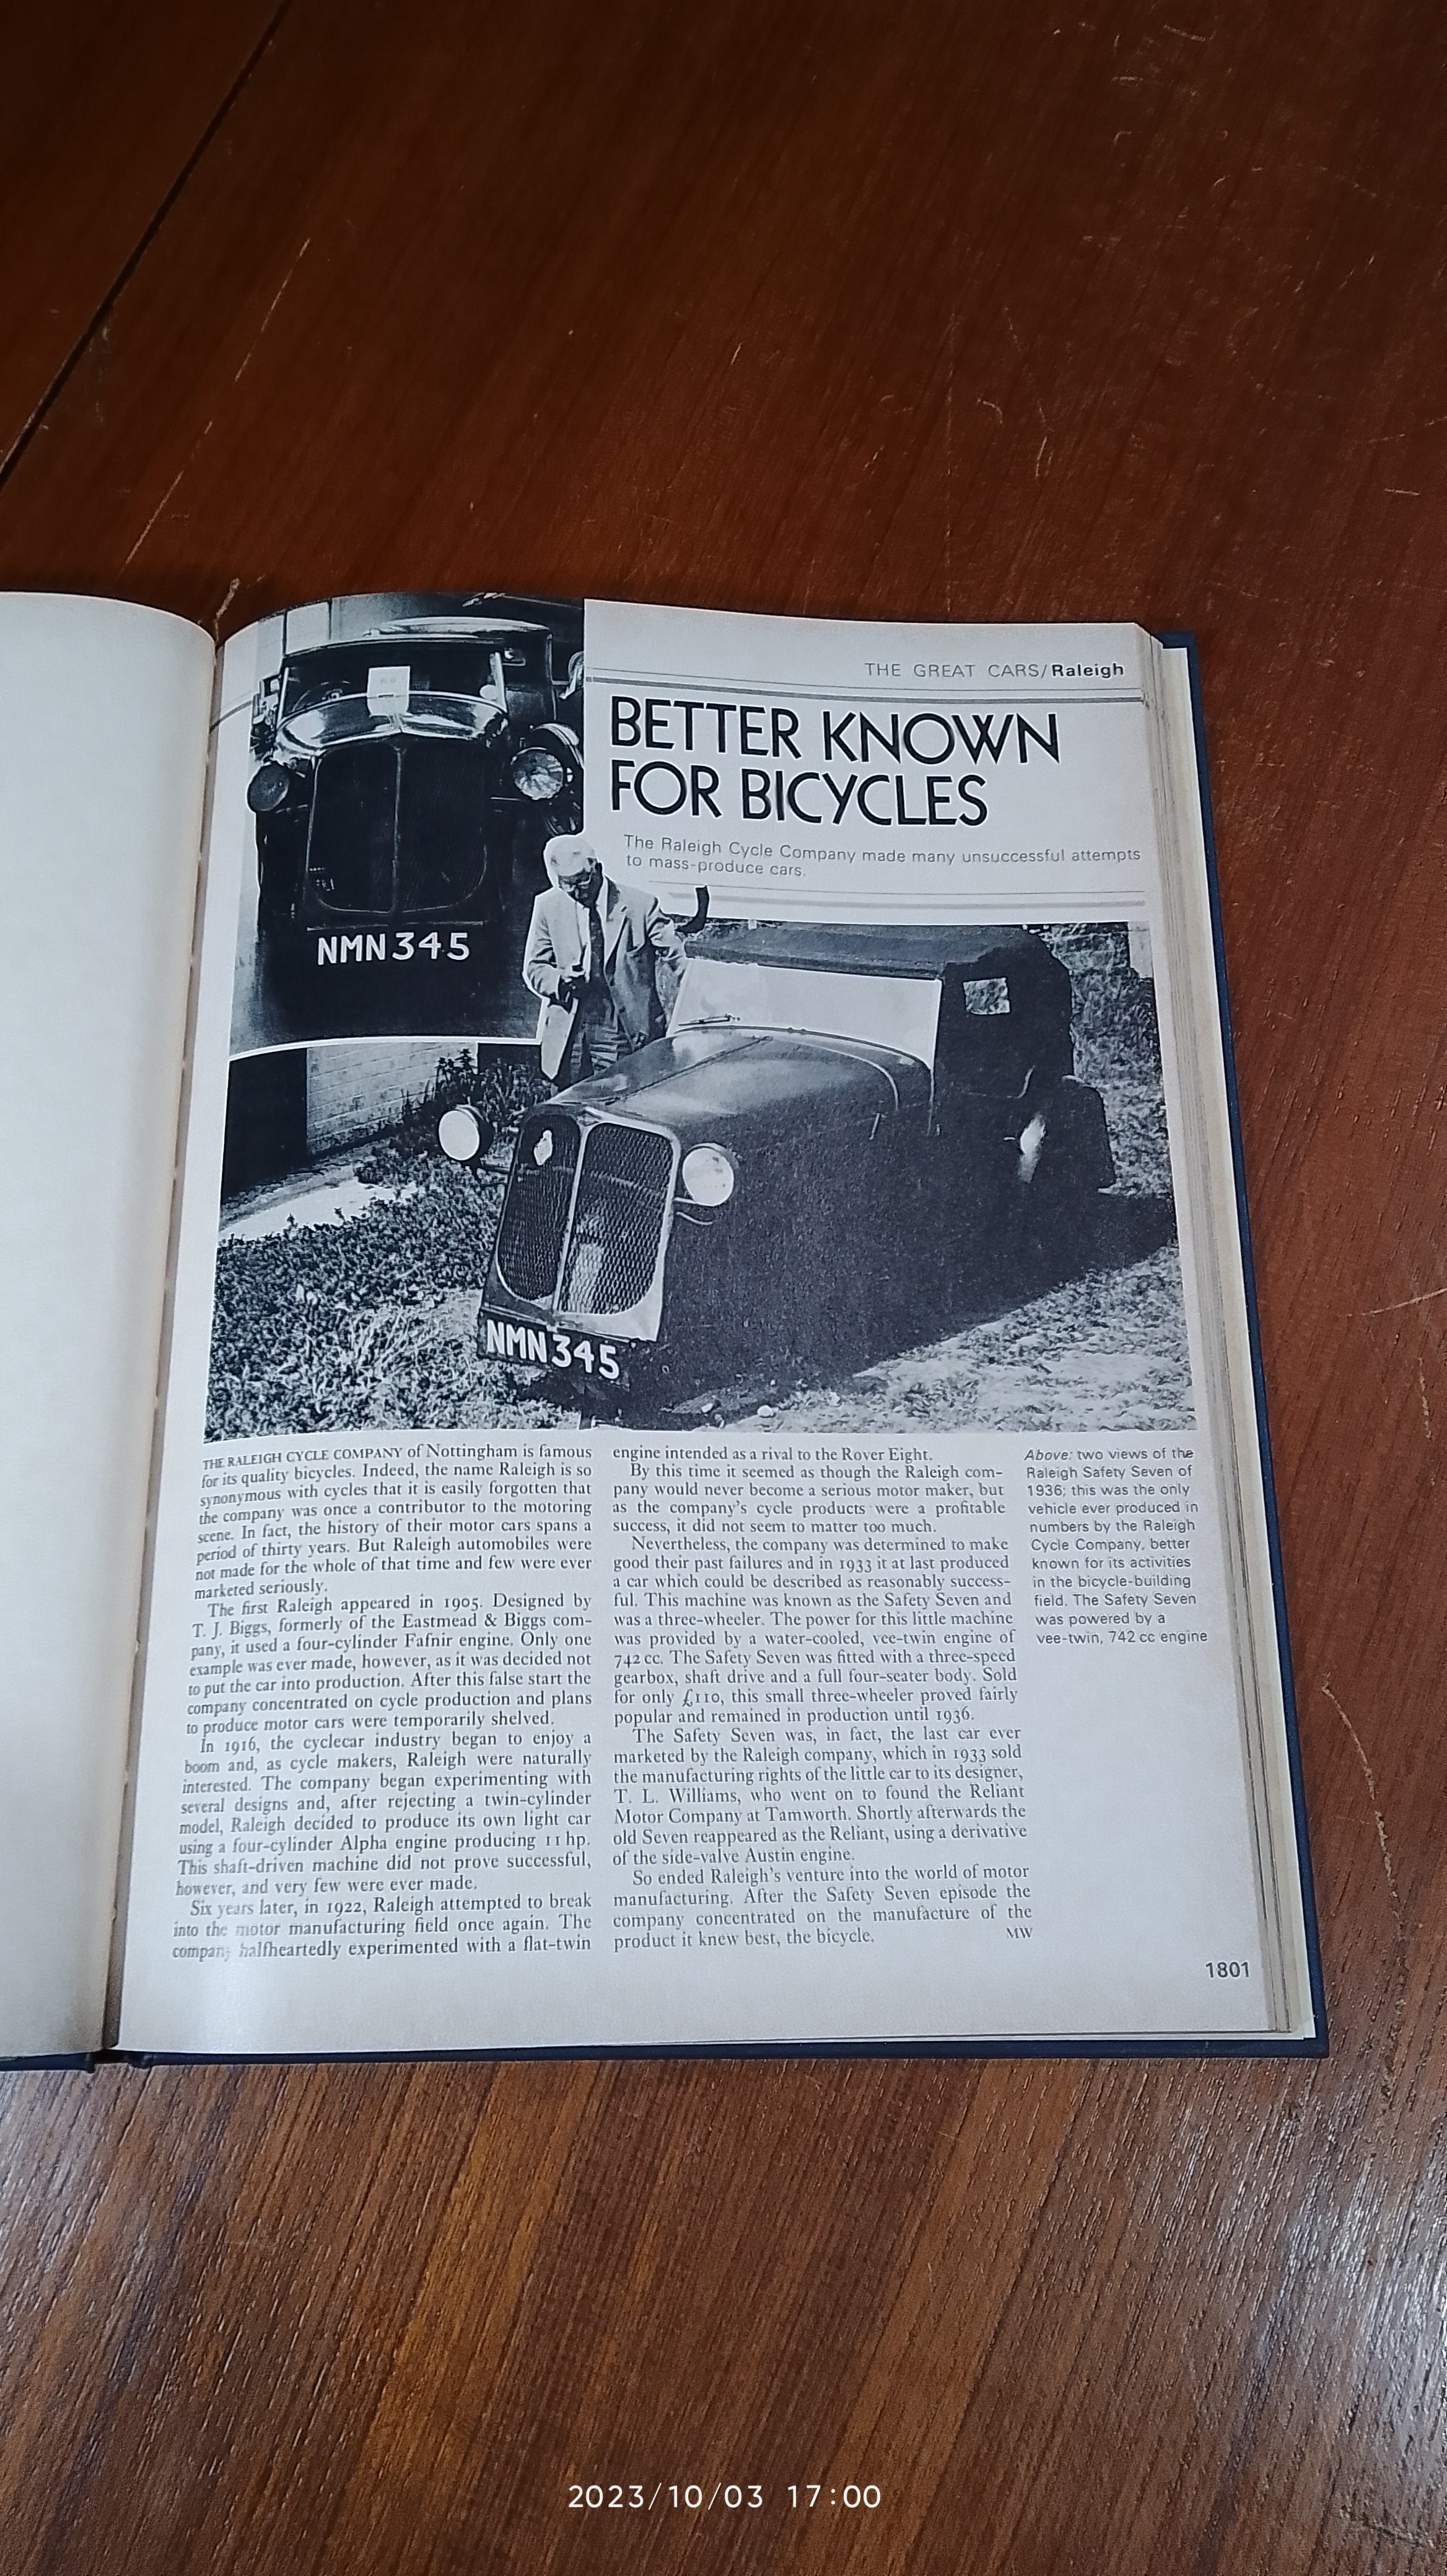 THE GREAT CARS/Raleigh
BETTER KNOWN
FOR BICYCLES
The Raleigh Cycle Company made many unsuccessful attempts
to mass-produce cars.
NMN 345
NMN 345
THE RALEIGH CYCLE COMPANY of Nottingham is famous
for its quality bicycles. Indeed, the name Raleigh is so
synonymous with cycles that it is easily forgotten that
the company was once a contributor to the motoring
scene. In fact, the history of their motor cars spans a
period of thirty years. But Raleigh automobiles were
not made for the whole of that time and few were ever
marketed seriously.
The first Raleigh appeared in 1905. Designed by
T. J. Biggs, formerly of the Eastmead & Biggs com-
pany, it used a four-cylinder Fafnir engine. Only one
example was ever made, however, as it was decided not
to put the car into production. After this false start the
company concentrated on cycle production and plans
to produce motor cars were temporarily shelved.
In 1916, the cyclecar industry began to enjoy a
boom and, as cycle makers, Raleigh were naturally
interested. The company began experimenting with
several designs and, after rejecting a twin-cylinder
model, Raleigh decided to produce its own light car
using a four-cylinder Alpha engine producing 11 hp.
This shaft-driven machine did not prove successful,
however, and very few were ever made.
Six years later, in 1922, Raleigh attempted to break
into the motor manufacturing field once again. The
company halfheartedly experimented with a flat-twin
engine intended as a rival to the Rover Eight.
By this time it seemed as though the Raleigh com-
pany would never become a serious motor maker, but
as the company's cycle products were a profitable
success, it did not seem to matter too much.
Nevertheless, the company was determined to make
good their past failures and in 1933 it at last produced
a car which could be described as reasonably success-
ful. This machine was known as the Safety Seven and
was a three-wheeler. The power for this little machine
was provided by a water-cooled, vee-twin engine of
742 cc. The Safety Seven was fitted with a three-speed
gearbox, shaft drive and a full four-seater body. Sold
for only £110, this small three-wheeler proved fairly
popular and remained in production until 1936.
The Safety Seven was, in fact, the last car ever
marketed by the Raleigh company, which in 1933 sold
the manufacturing rights of the little car to its designer,
T. L. Williams, who went on to found the Reliant
Motor Company at Tamworth. Shortly afterwards the
old Seven reappeared as the Reliant, using a derivative
of the side-valve Austin engine.
So ended Raleigh's venture into the world of motor
manufacturing. After the Safety Seven episode the
company concentrated on the manufacture of the
product it knew best, the bicycle. MW
Above: two views of the
Raleigh Safety Seven of
1936; this was the only
vehicle ever produced in
numbers by the Raleigh
Cycle Company, better
known for its activities
in the bicycle-building
field. The Safety Seven
was powered by a
vee-twin, 742 cc engine
1801
2023/10/03 17:00